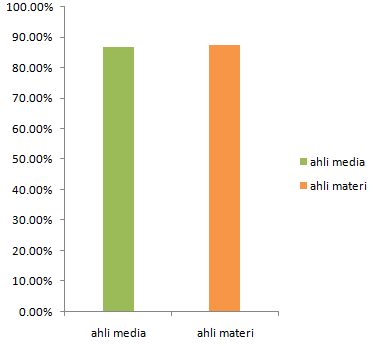 100.00%
90.00%
80.00%
70.00%
60.00%
50.00%
40.00%
30.00%
20.00%
10.00%
0.00%
ahli media
ahli materi
ahli media
ahli materi